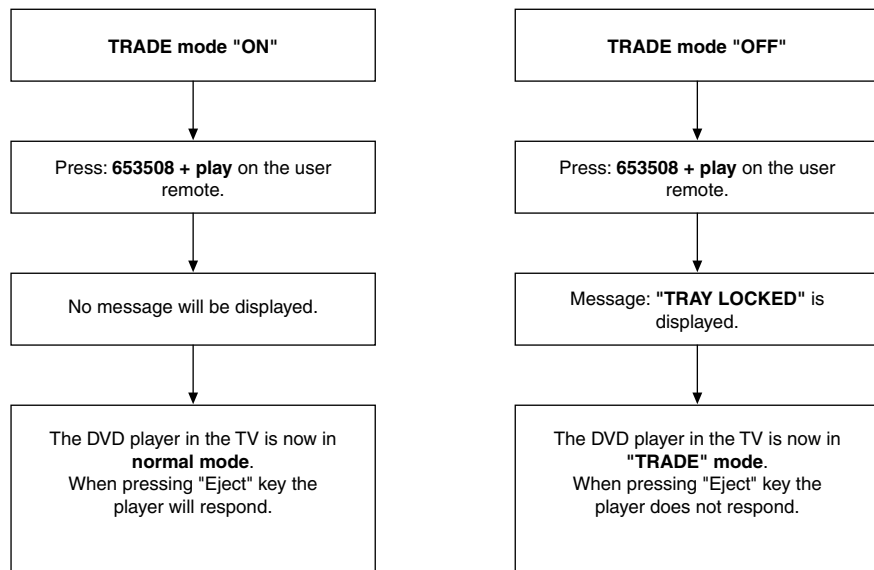 TRADE mode "ON"
Press: 653508 + play on the user
remote.
No message will be displayed.
The DVD player in the TV is now in
normal mode.
When pressing "Eject" key the
player will respond.
TRADE mode "OFF"
Press: 653508 + play on the user
remote.
Message: "TRAY LOCKED" is
displayed.
The DVD player in the TV is now in
"TRADE" mode.
When pressing "Eject" key the
player does not respond.